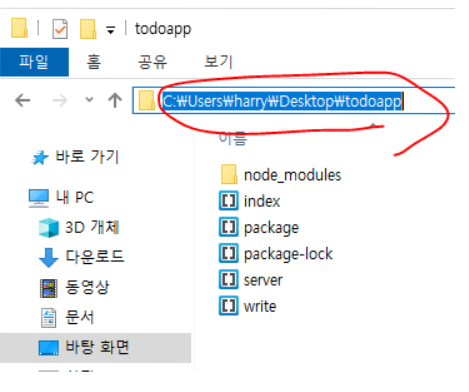 todoapp
파일 홈 공유 보기
C:₩Users₩harry₩Desktop₩todoapp
이름
바로 가기
node_modules
내 PC
index
3D 개체
package
다운로드
package-lock
동영상
server
문서
write
바탕 화면